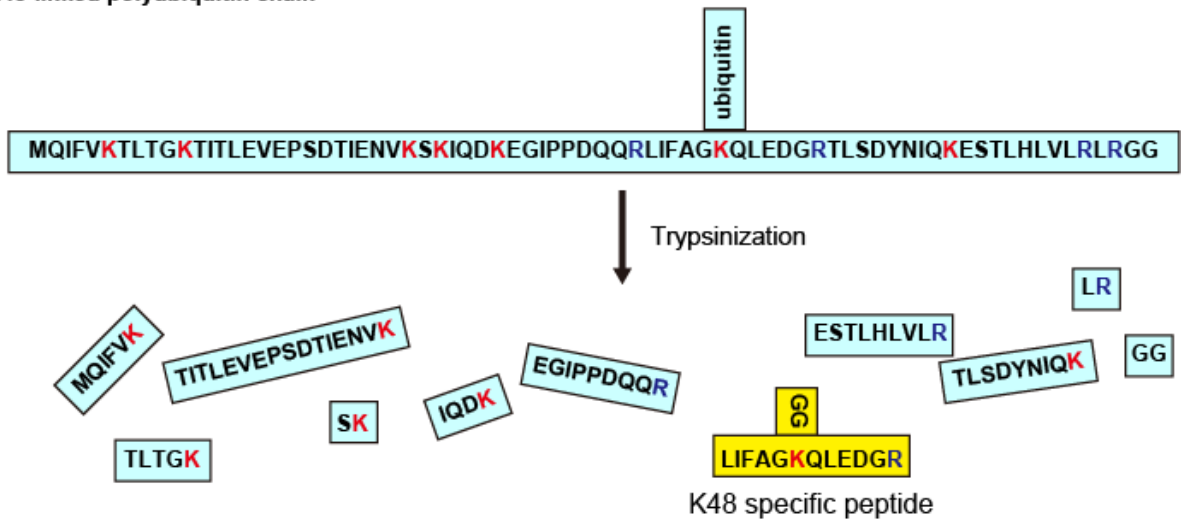 ubiquitin
MQIFVKTLTGKTITLEVEPSDTIENVKSKIQDKEGIPPDQQRLIFAGKQLEDGRTLSDYNIQKESTLHLVLRLRGG
Trypsinization
LR
MQIFVK
TITLEVEPSDTIENVK
ESTLHLVLR
GG
EGIPPDQQR
TLSDYNIQK
IQDK
SK
GG
TLTGK
LIFAGKQLEDGR
K48 specific peptide